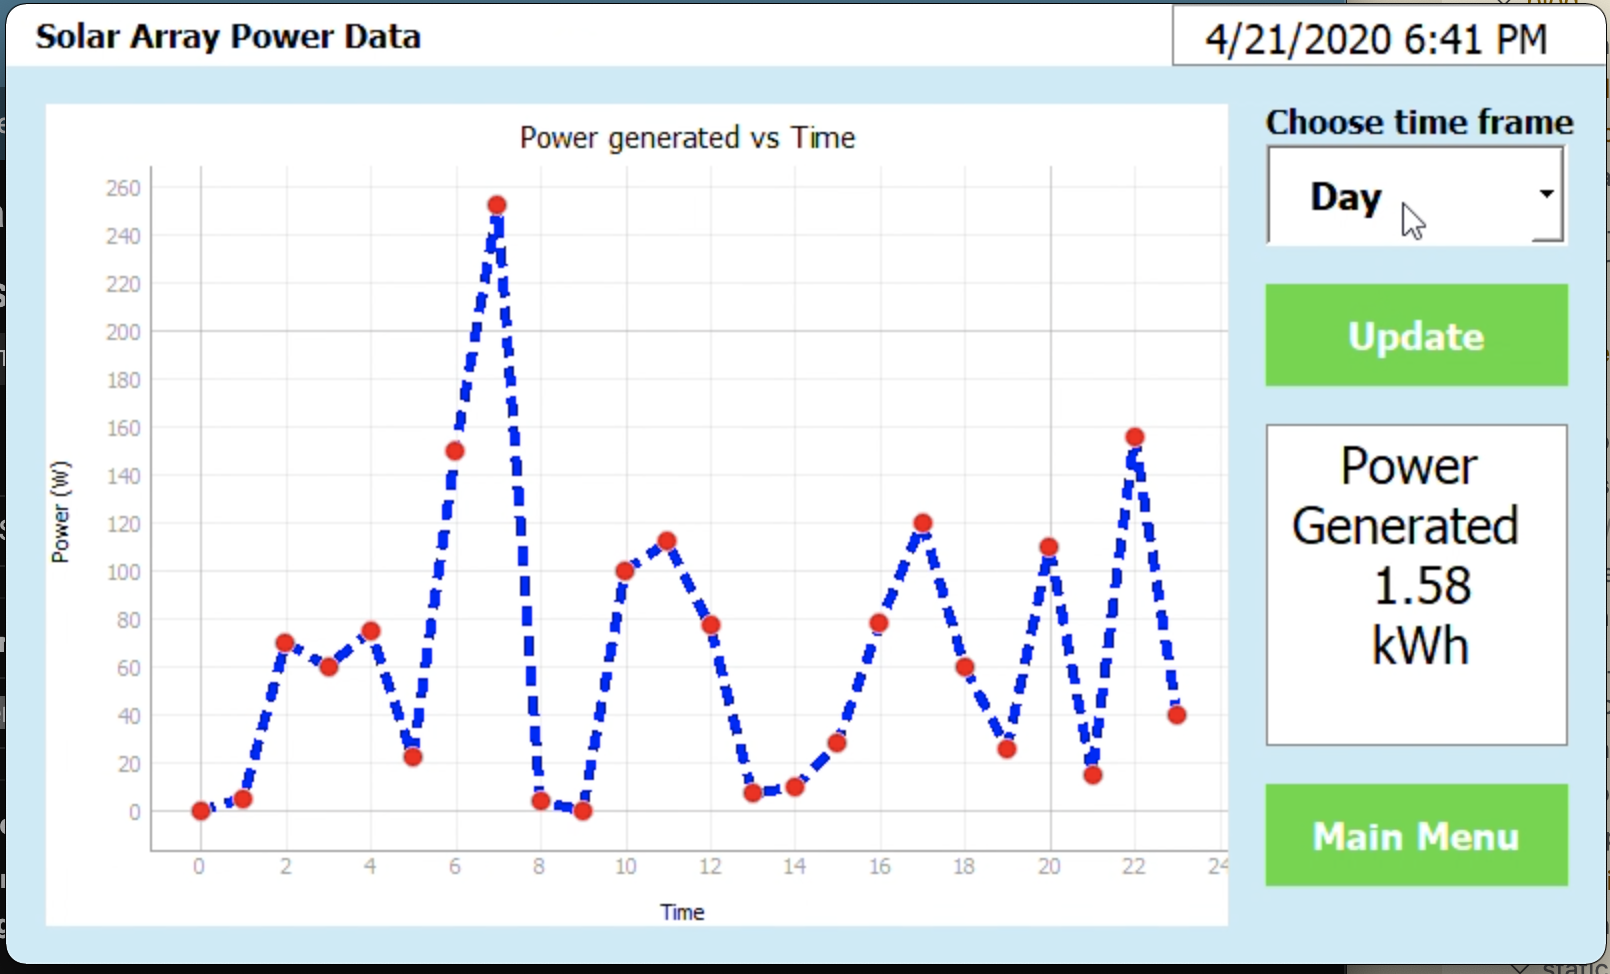 Solar Array Power Data
4/21/2020 6:41 PM
Choose time frame
Day
Update
Power
Generated
1.58
kWh
Main Menu
Power generated vs Time
260
240
220
200
180
160
140
120
100
80
60
40
20
0
Power (W)
0 2 4 6 8 10 12 14 16 18 20 22 24
Time